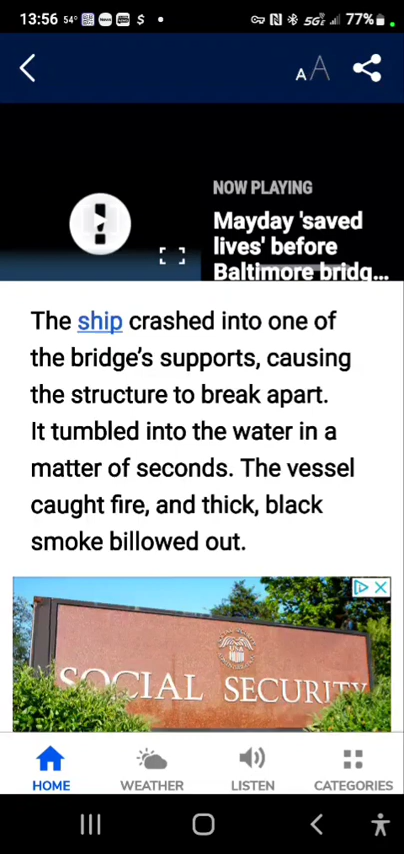 13:56 54° $ 5G 77%
A A
NOW PLAYING
Mayday 'saved
lives' before
Baltimore bridg...
The ship crashed into one of
the bridge's supports, causing
the structure to break apart.
It tumbled into the water in a
matter of seconds. The vessel
caught fire, and thick, black
smoke billowed out.
SOCIAL SECURITY
HOME WEATHER LISTEN CATEGORIES